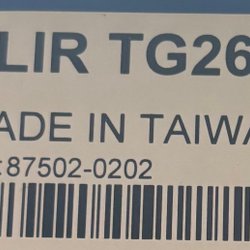 LIR TG26
ADE IN TAIWA
:87502-0202